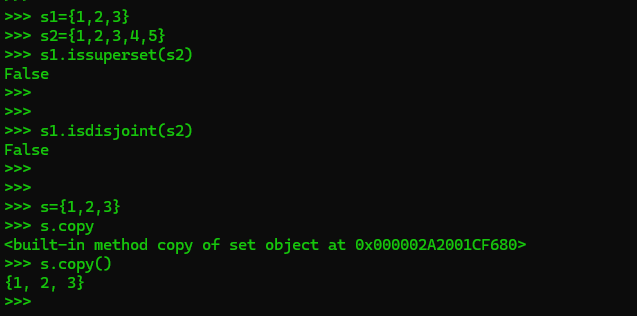 >>> s1={1,2,3}
>>> s2={1,2,3,4,5}
>>> s1.issuperset(s2)
False
>>>
>>>
>>> s1.isdisjoint(s2)
False
>>>
>>>
>>> s={1,2,3}
>>> s.copy
<built-in method copy of set object at 0x000002A2001CF680>
>>> s.copy()
{1, 2, 3}
>>>